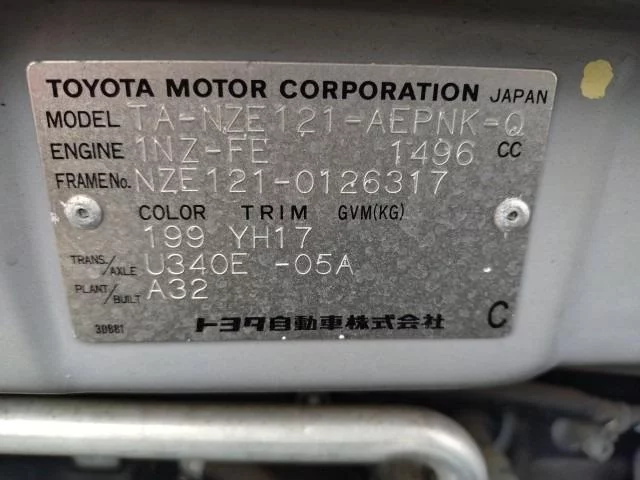 TOYOTA MOTOR CORPORATION JAPAN
MODEL TA-NZE121-AEPNK-Q
ENGINE 1NZ-FE 1496 CC
FRAME No. NZE121-0126317
COLOR TRIM GVM(KG)
199 YH17
TRANS./AXLE U340E -05A
PLANT/BUILT A32
30881 トヨタ自動車株式会社 C